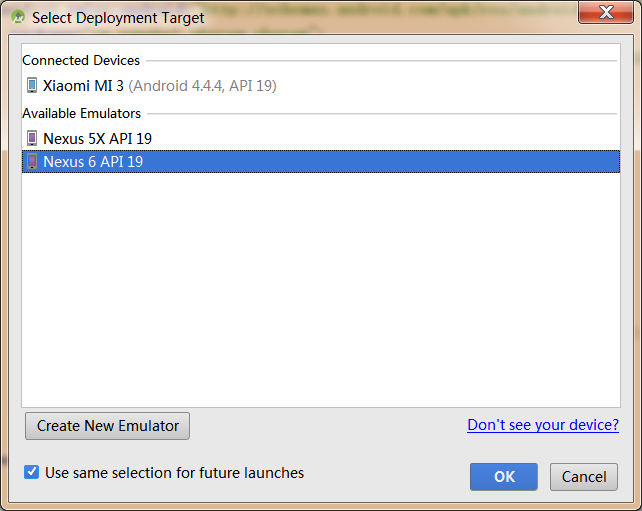 Select Deployment Target
Connected Devices
Xiaomi MI 3 (Android 4.4.4, API 19)
Available Emulators
Nexus 5X API 19
Nexus 6 API 19
Create New Emulator
Don't see your device?
Use same selection for future launches
OK
Cancel